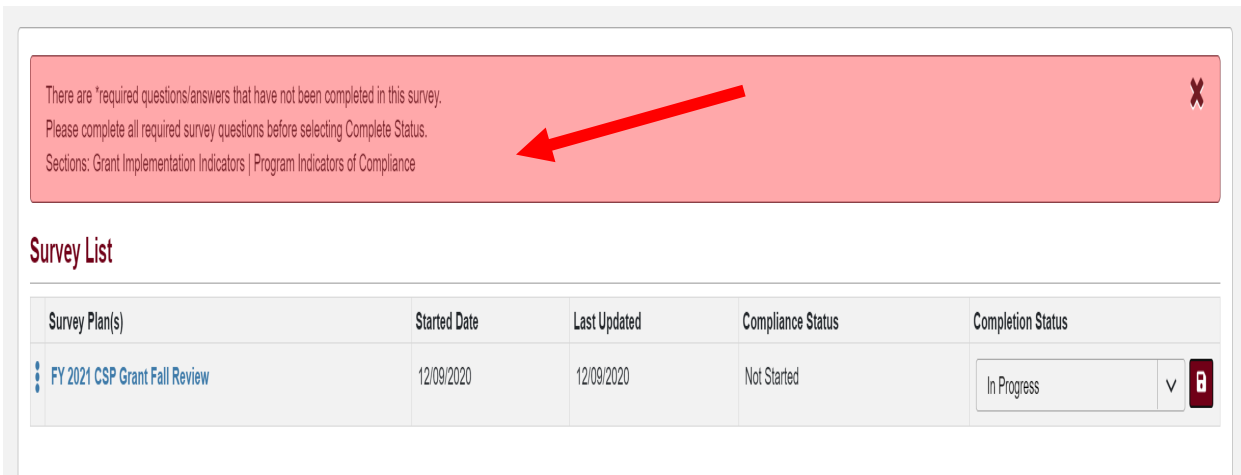 There are *required questions/answers that have not been completed in this survey.
Please complete all required survey questions before selecting Complete Status.
Sections: Grant Implementation Indicators | Program Indicators of Compliance
Survey List
Survey Plan(s) Started Date Last Updated Compliance Status Completion Status
FY 2021 CSP Grant Fall Review 12/09/2020 12/09/2020 Not Started In Progress